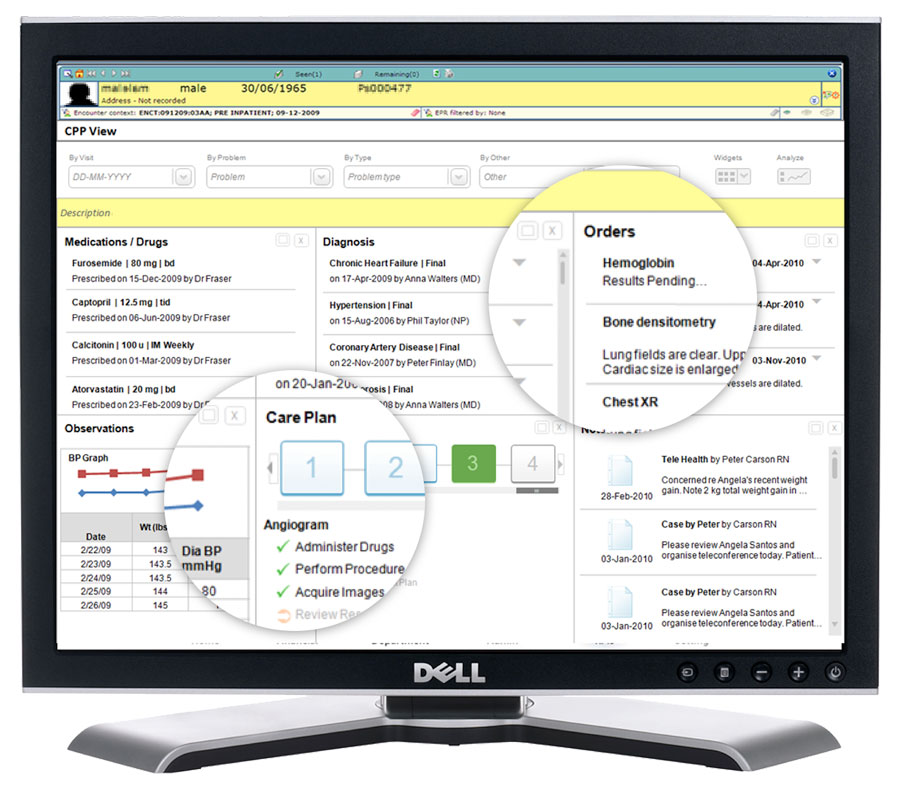 Seen(1) Remaining(0)
male 30/06/1965 Ps000477
Address - Not recorded
Encounter context: ENCT:091209:03AA; PRE INPATIENT; 09-12-2009 EPR filtered by: None
CPP View
By Visit By Problem By Type By Other Widgets Analyze
DD-MM-YYYY Problem Problem type Other
Description
Medications / Drugs
Furosemide | 80 mg | bd
Prescribed on 15-Dec-2009 by Dr Fraser
Captopril | 12.5 mg | tid
Prescribed on 06-Jun-2009 by Dr Fraser
Calcitonin | 100 u | IM Weekly
Prescribed on 01-Mar-2009 by Dr Fraser
Atorvastatin | 20 mg | bd
Prescribed on 23-Feb-2009 by Dr
Diagnosis
Chronic Heart Failure | Final
on 17-Apr-2009 by Anna Walters (MD)
Hypertension | Final
on 15-Aug-2006 by Phil Taylor (NP)
Coronary Artery Disease | Final
on 22-Nov-2007 by Peter Finlay (MD)
rosis | Final
08 by Anna Walters (MD)
on 20-Jan-200
Orders
Hemoglobin
Results Pending...
Bone densitometry
Lung fields are clear. Upp
Cardiac size is enlarged
Chest XR
04-Apr-2010
4-Apr-2010
s are dilated.
03-Nov-2010
vessels are dilated.
Observations
BP Graph
Date Wt (lbs
2/22/09 143
2/23/09 143.5
2/24/09 143.5
2/25/09 144
2/26/09 145
Dia BP
mmHg
80
Care Plan
1 2 3 4
Angiogram
Administer Drugs
Perform Procedure
Acquire Images
Review Res
Plan
Tele Health by Peter Carson RN
Concerned re Angela's recent weight
gain. Note 2 kg total weight gain in ...
28-Feb-2010
Case by Peter by Carson RN
Please review Angela Santos and
organise teleconference today. Patient...
03-Jan-2010
Case by Peter by Carson RN
Please review Angela Santos and
organise teleconference today. Patient...
03-Jan-2010
DELL